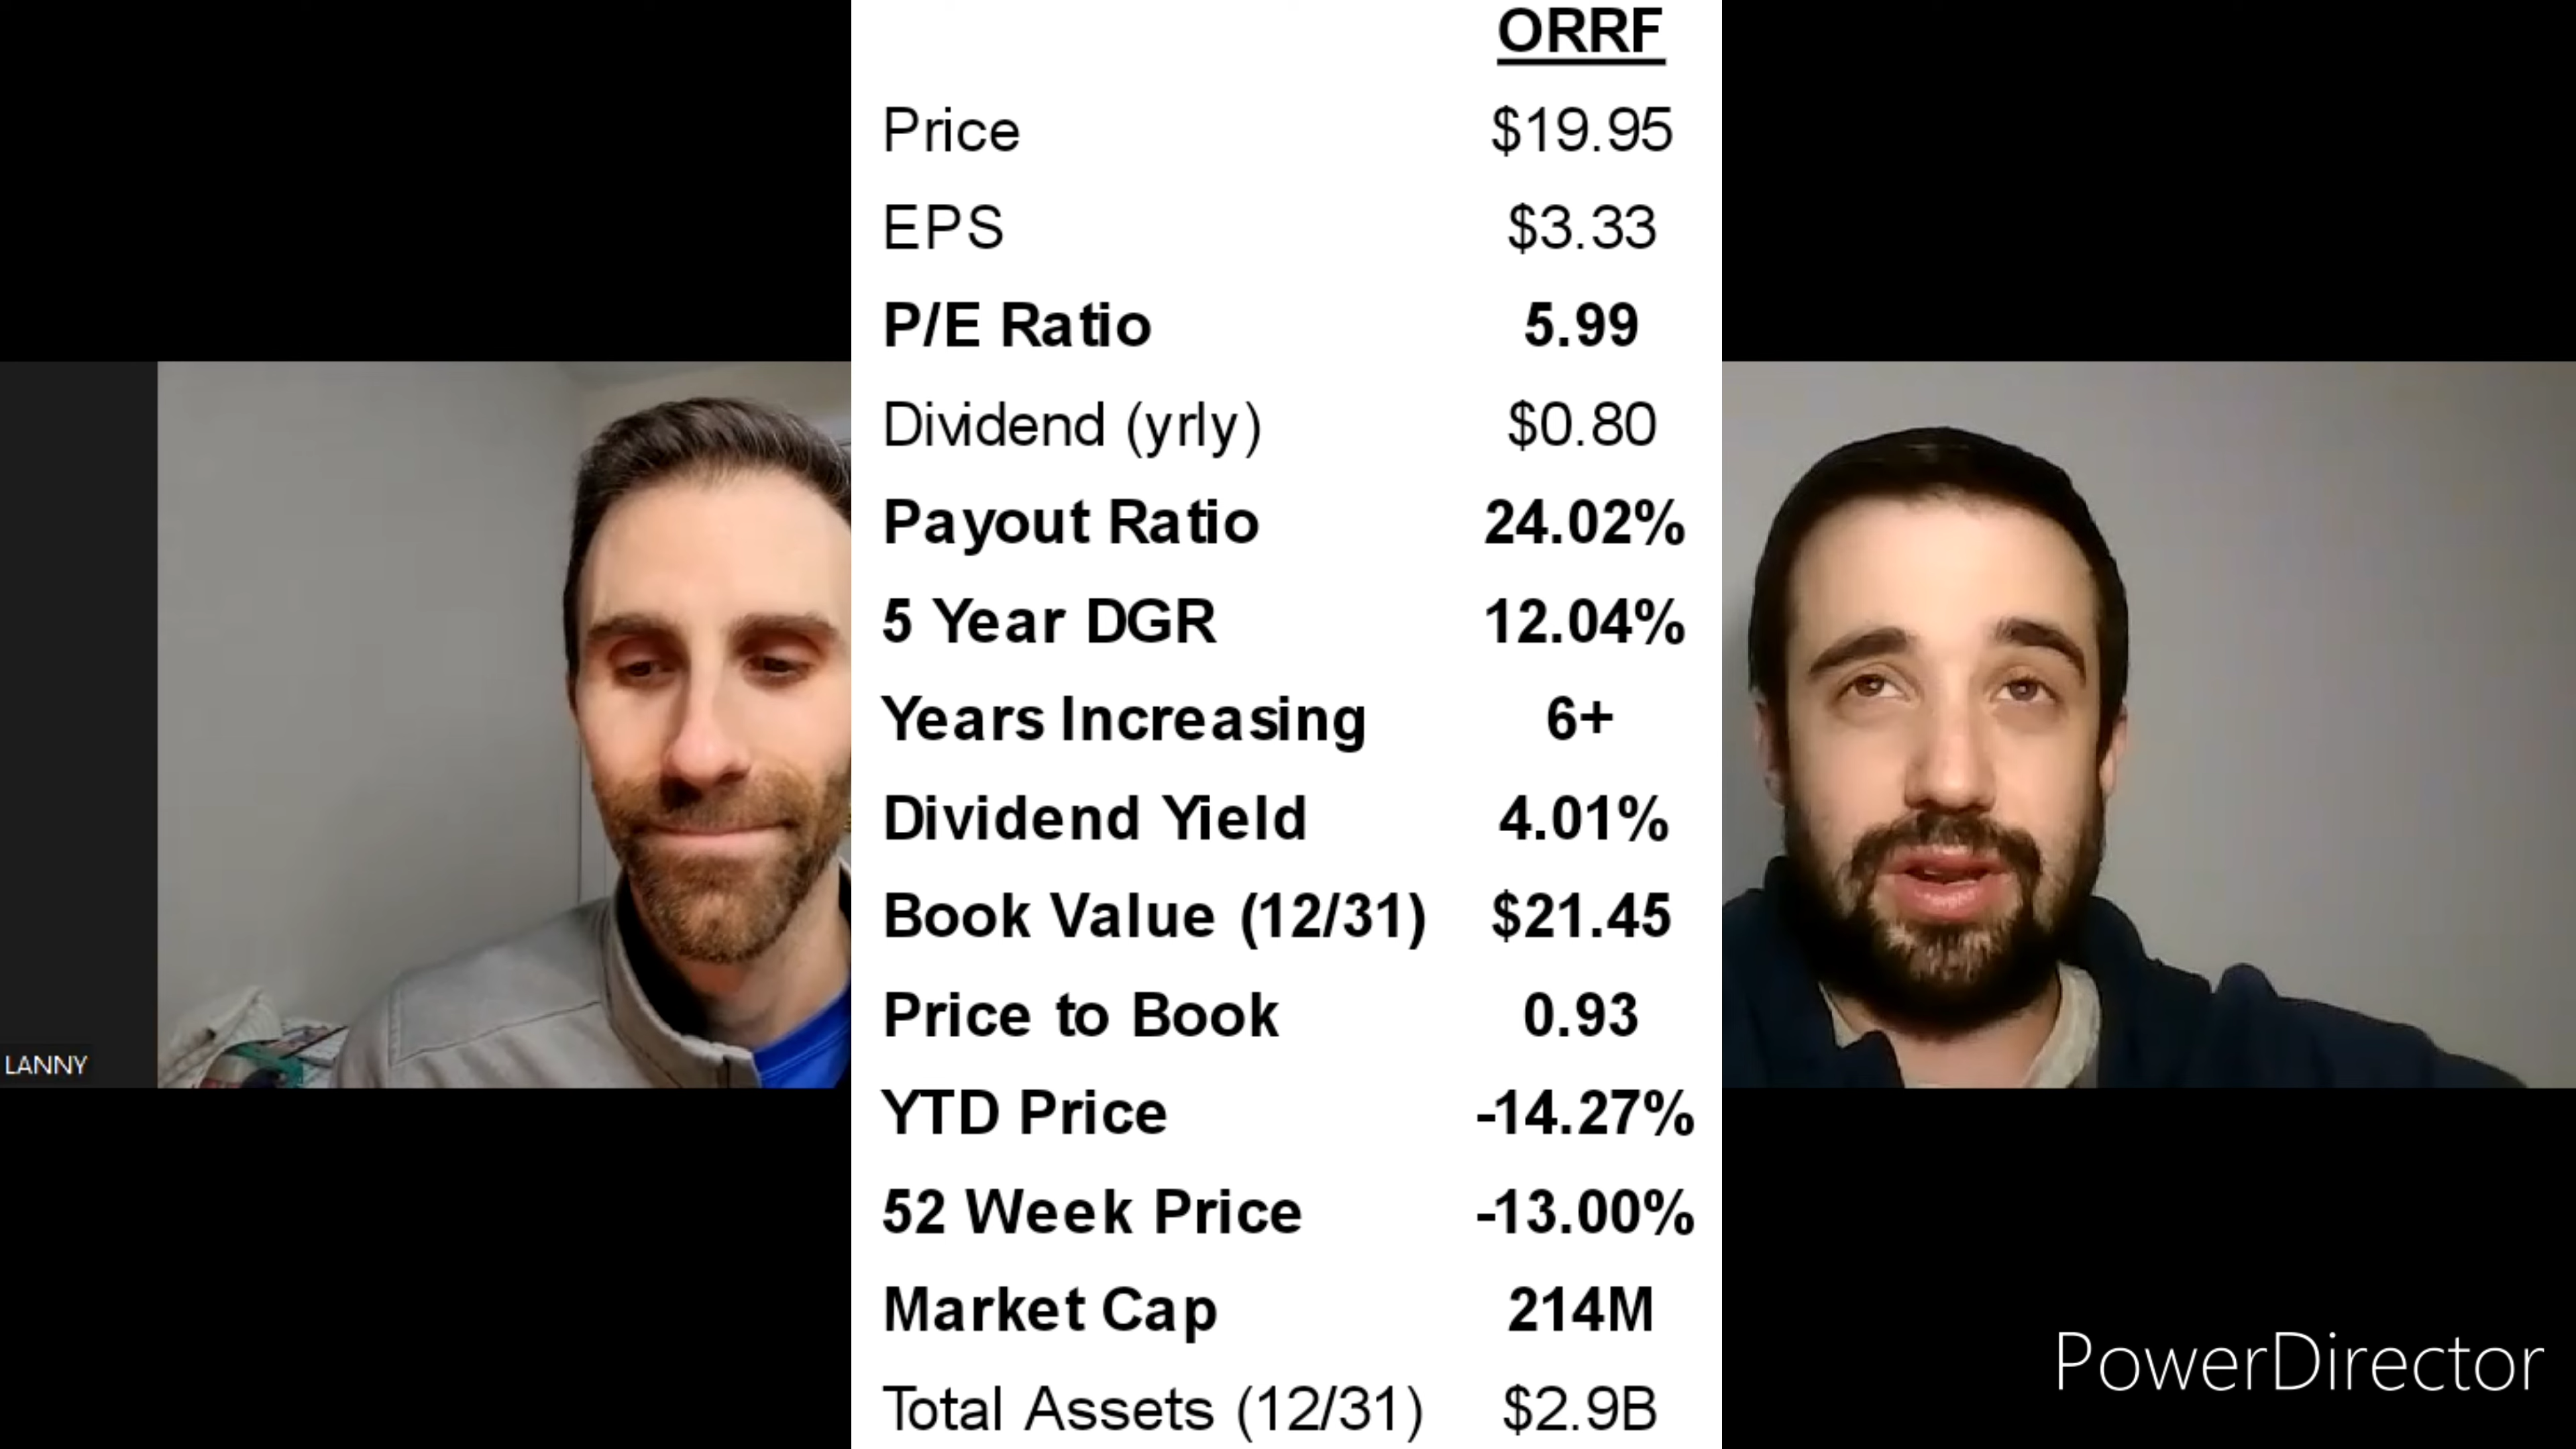 ORRF
Price $19.95
EPS $3.33
P/E Ratio 5.99
Dividend (yrly) $0.80
Payout Ratio 24.02%
5 Year DGR 12.04%
Years Increasing 6+
Dividend Yield 4.01%
Book Value (12/31) $21.45
Price to Book 0.93
YTD Price -14.27%
52 Week Price -13.00%
Market Cap 214M
Total Assets (12/31) $2.9B
LANNY
PowerDirector